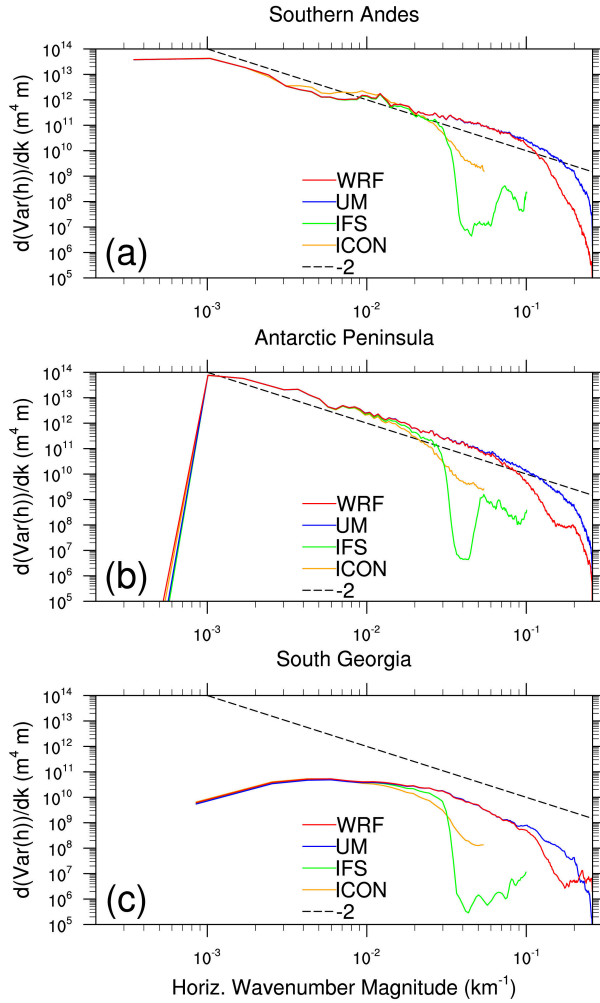 Southern Andes
10^14
10^13
10^12
10^11
10^10
10^9
10^8
10^7
10^6
10^5
d(Var(h))/dk (m^4 m)
(a)
WRF
UM
IFS
ICON
-2
10^-3 10^-2 10^-1
Antarctic Peninsula
10^14
10^13
10^12
10^11
10^10
10^9
10^8
10^7
10^6
10^5
d(Var(h))/dk (m^4 m)
(b)
WRF
UM
IFS
ICON
-2
10^-3 10^-2 10^-1
South Georgia
10^14
10^13
10^12
10^11
10^10
10^9
10^8
10^7
10^6
10^5
d(Var(h))/dk (m^4 m)
(c)
WRF
UM
IFS
ICON
-2
10^-3 10^-2 10^-1
Horiz. Wavenumber Magnitude (km^-1)